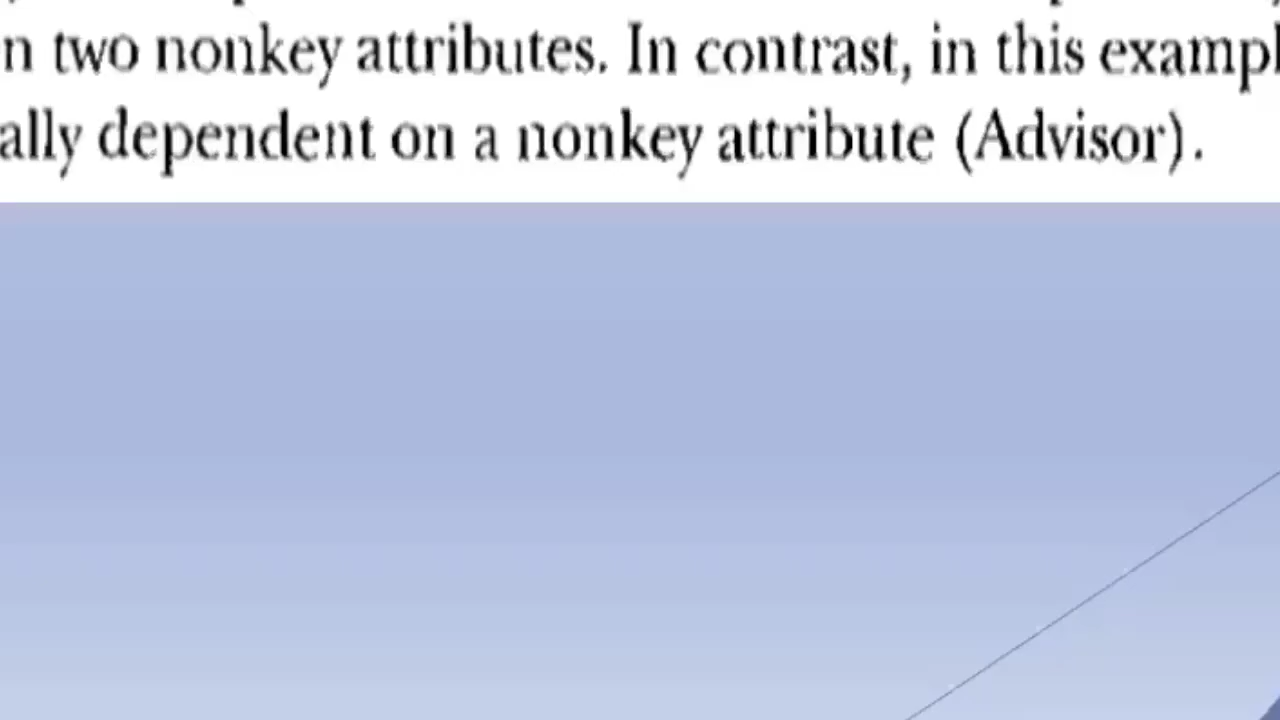 n two nonkey attributes. In contrast, in this exampl
ally dependent on a nonkey attribute (Advisor).